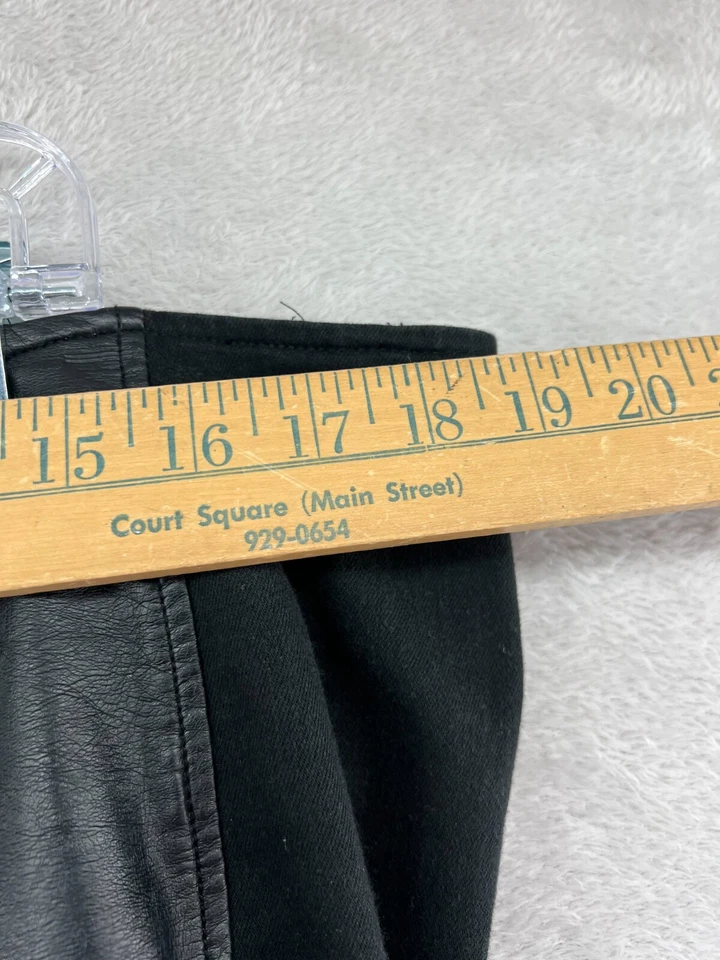 15 16 17 18 19 20
Court Square (Main Street)
929-0654